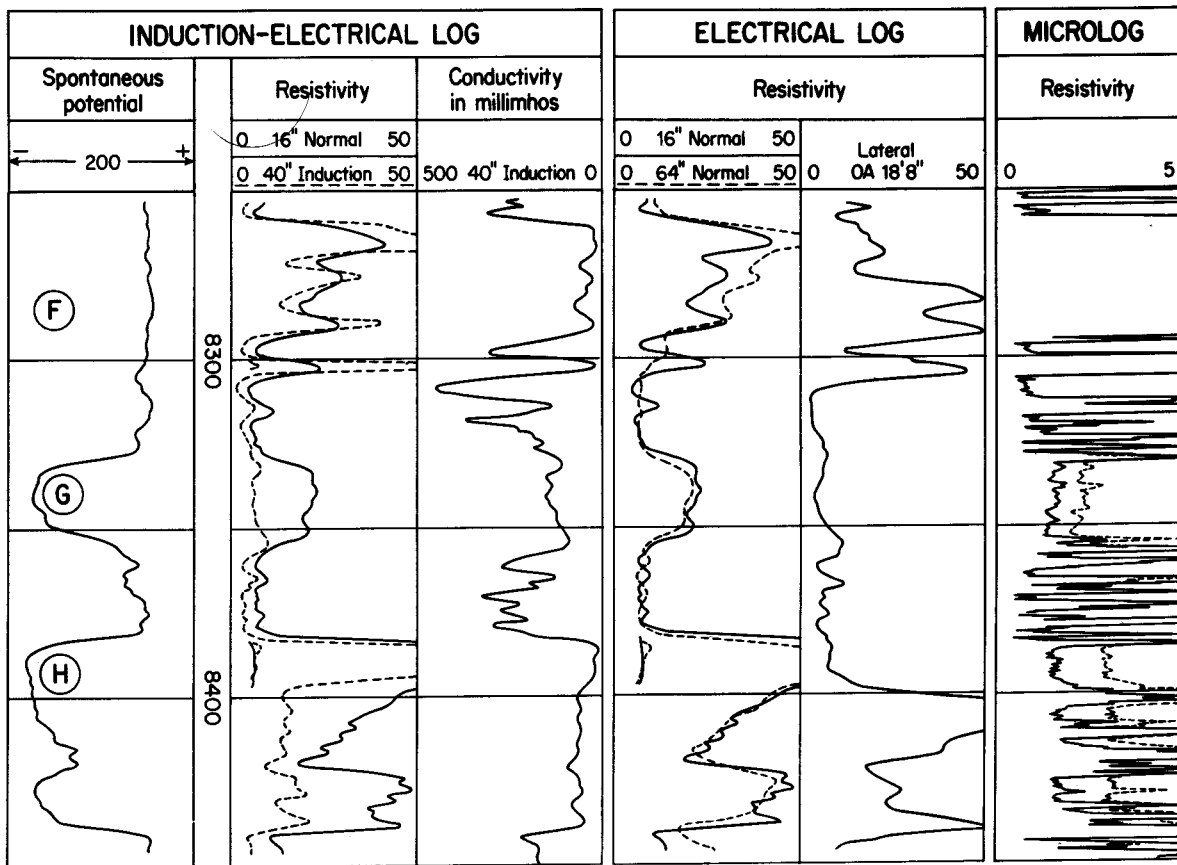 INDUCTION-ELECTRICAL LOG
ELECTRICAL LOG
MICROLOG
Spontaneous
potential
Resistivity
Conductivity
in millimhos
Resistivity
Resistivity
- 200 +
0 16" Normal 50
0 40" Induction 50
500 40" Induction 0
0 16" Normal 50
0 64" Normal 50
Lateral
0 OA 18'8" 50
0 5
F
8300
G
H
8400